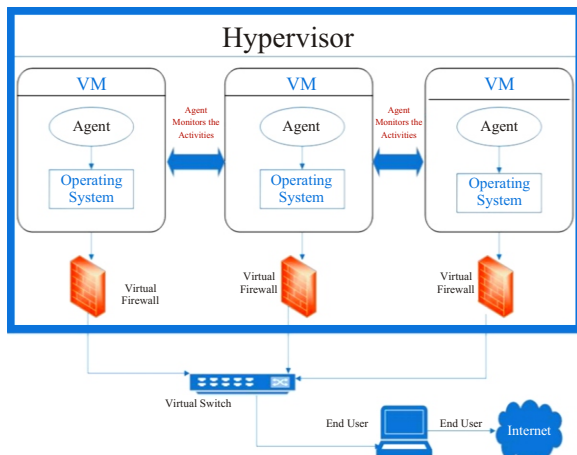 Hypervisor
VM
VM
VM
Agent
Monitors the
Activities
Agent
Monitors the
Activities
Agent
Agent
Agent
Operating
System
Operating
System
Operating
System
Virtual
Firewall
Virtual
Firewall
Virtual
Firewall
Virtual Switch
End User
End User
Internet